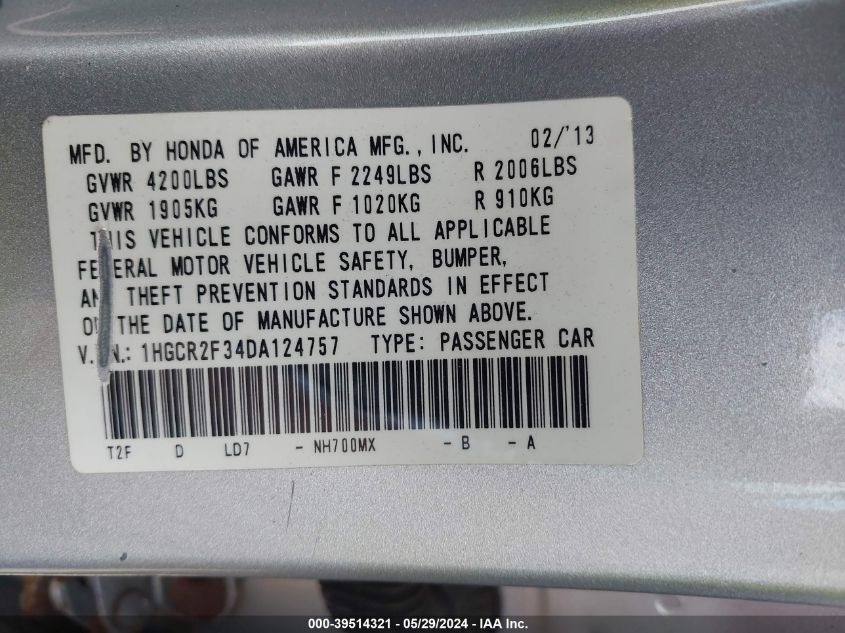 MFD. BY HONDA OF AMERICA MFG., INC. 02/'13
GVWR 4200LBS GAWR F 2249LBS R 2006LBS
GVWR 1905KG GAWR F 1020KG R 910KG
THIS VEHICLE CONFORMS TO ALL APPLICABLE
FEDERAL MOTOR VEHICLE SAFETY, BUMPER,
AND THEFT PREVENTION STANDARDS IN EFFECT
ON THE DATE OF MANUFACTURE SHOWN ABOVE.
V.I.N.: 1HGCR2F34DA124757 TYPE: PASSENGER CAR
T2F D LD7 - NH700MX - B - A
000-39514321 - 05/29/2024 - IAA Inc.